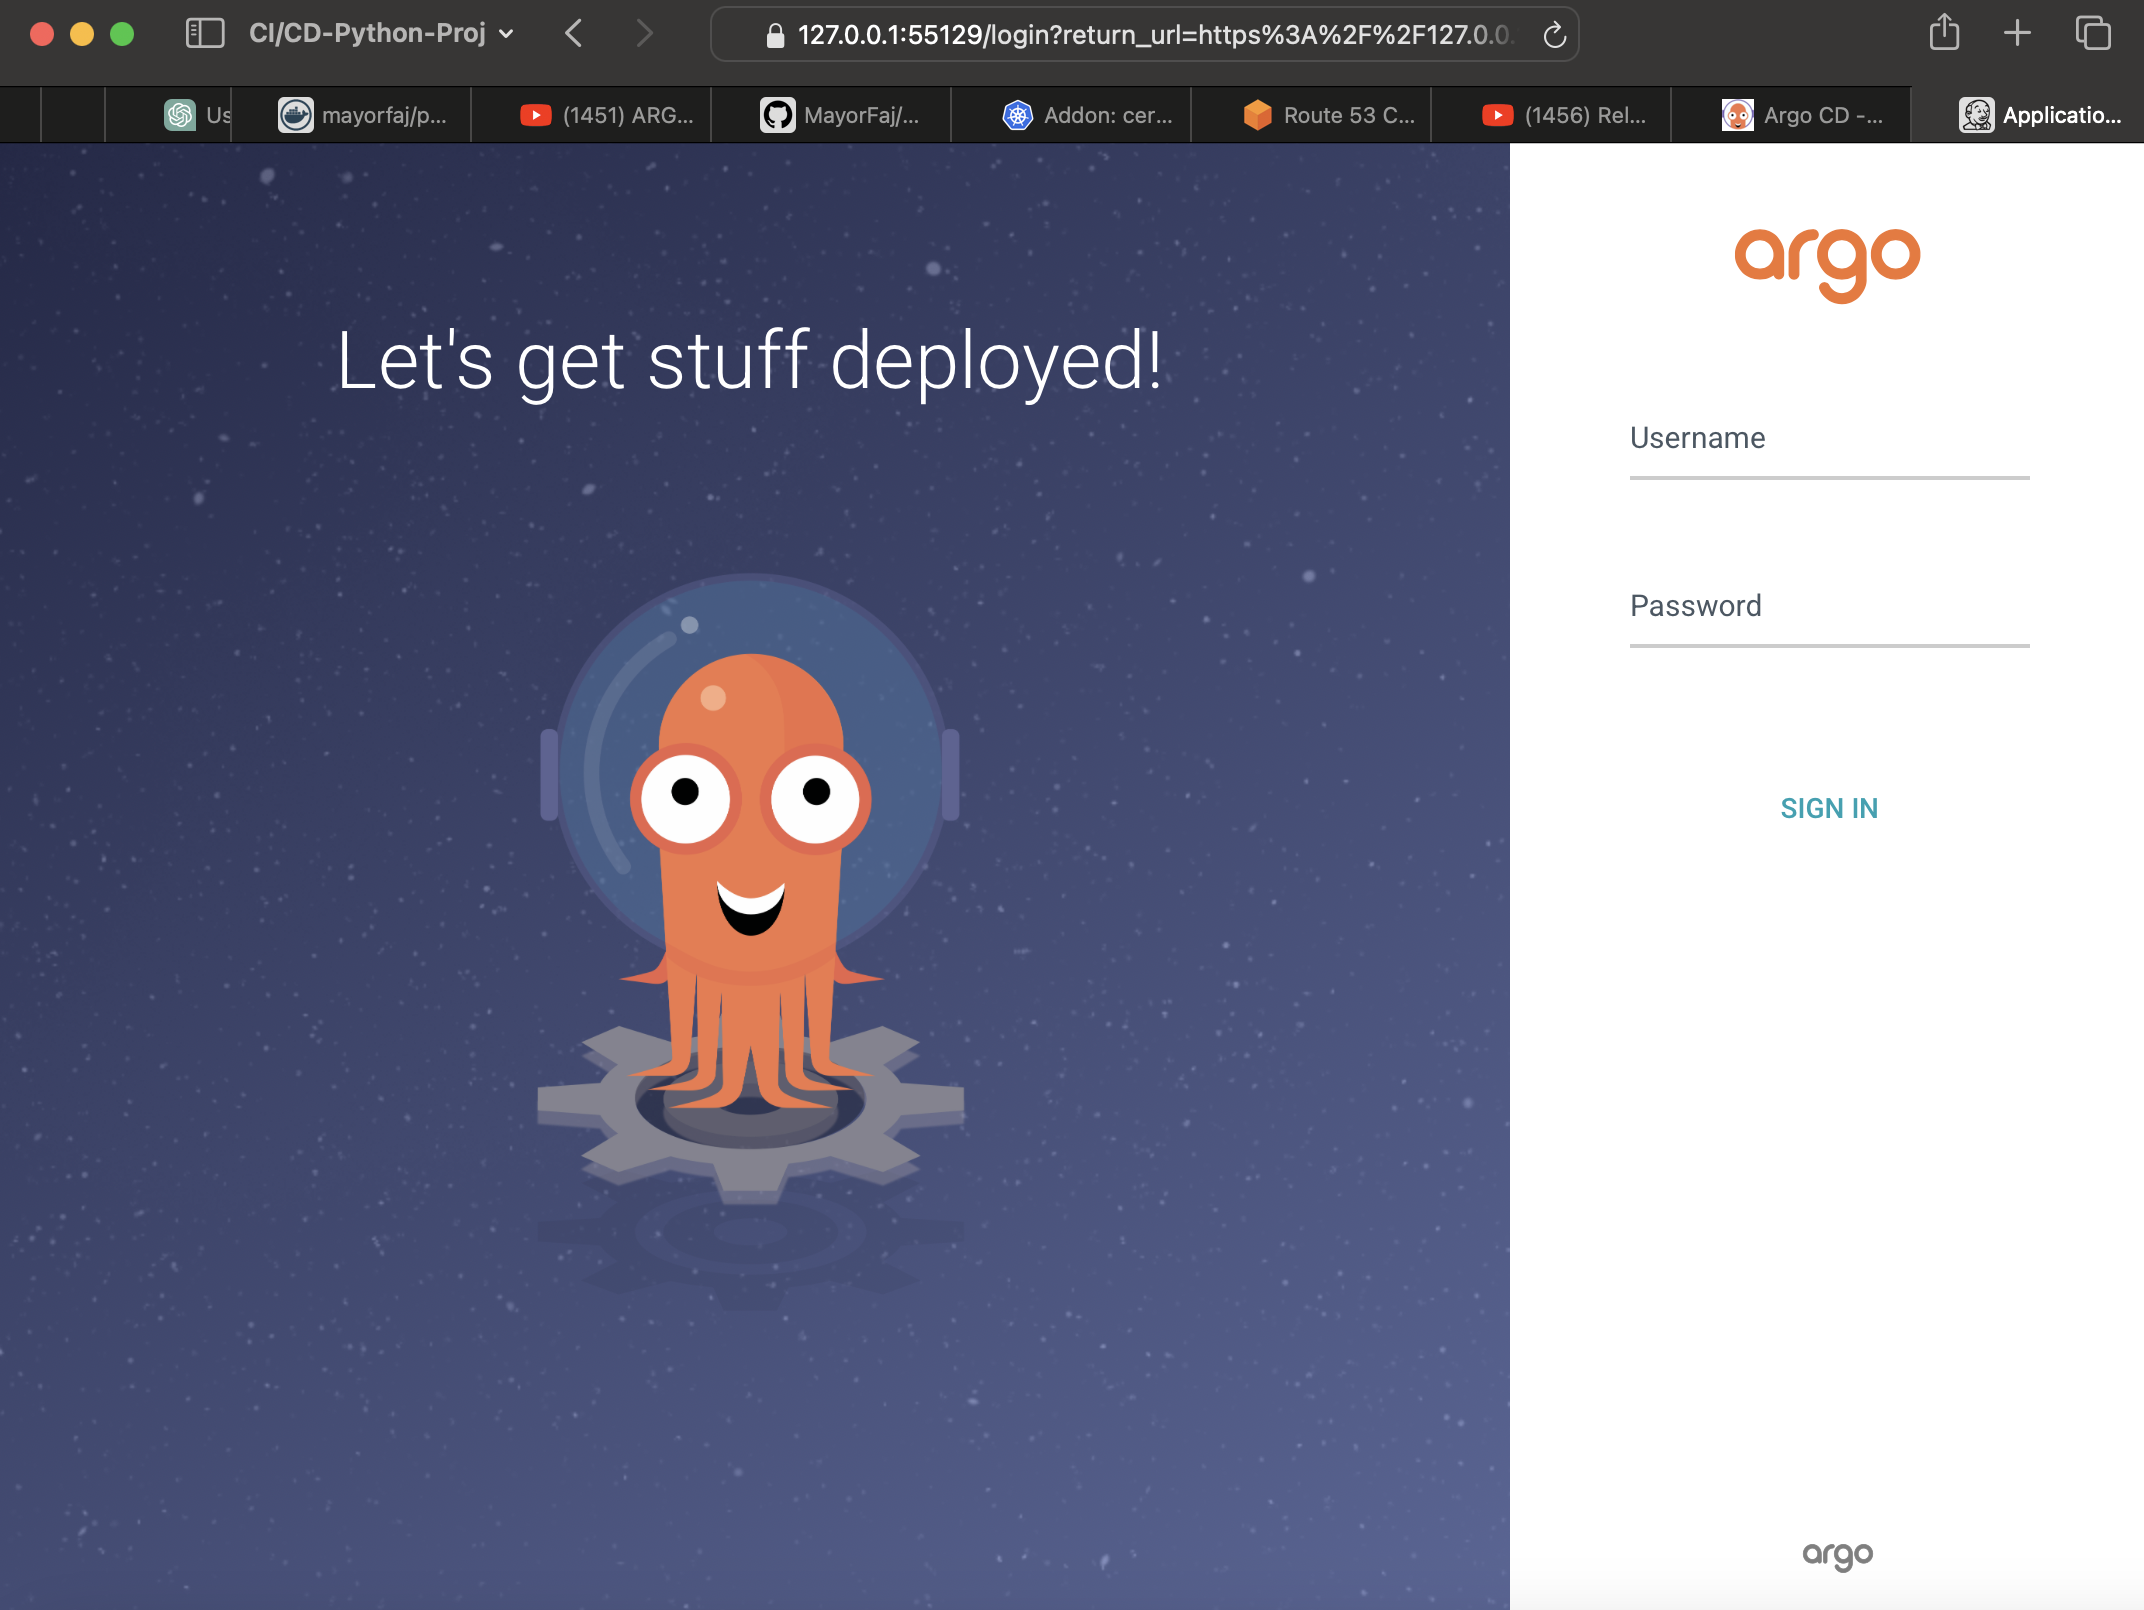 CI/CD-Python-Proj
127.0.0.1:55129/login?return_url=https%3A%2F%2F127.0.0.
Us
mayorfaj/p...
(1451) ARG...
MayorFaj/...
Addon: cer...
Route 53 C...
(1456) Rel...
Argo CD -...
Applicatio...
Let's get stuff deployed!
argo
Username
Password
SIGN IN
argo